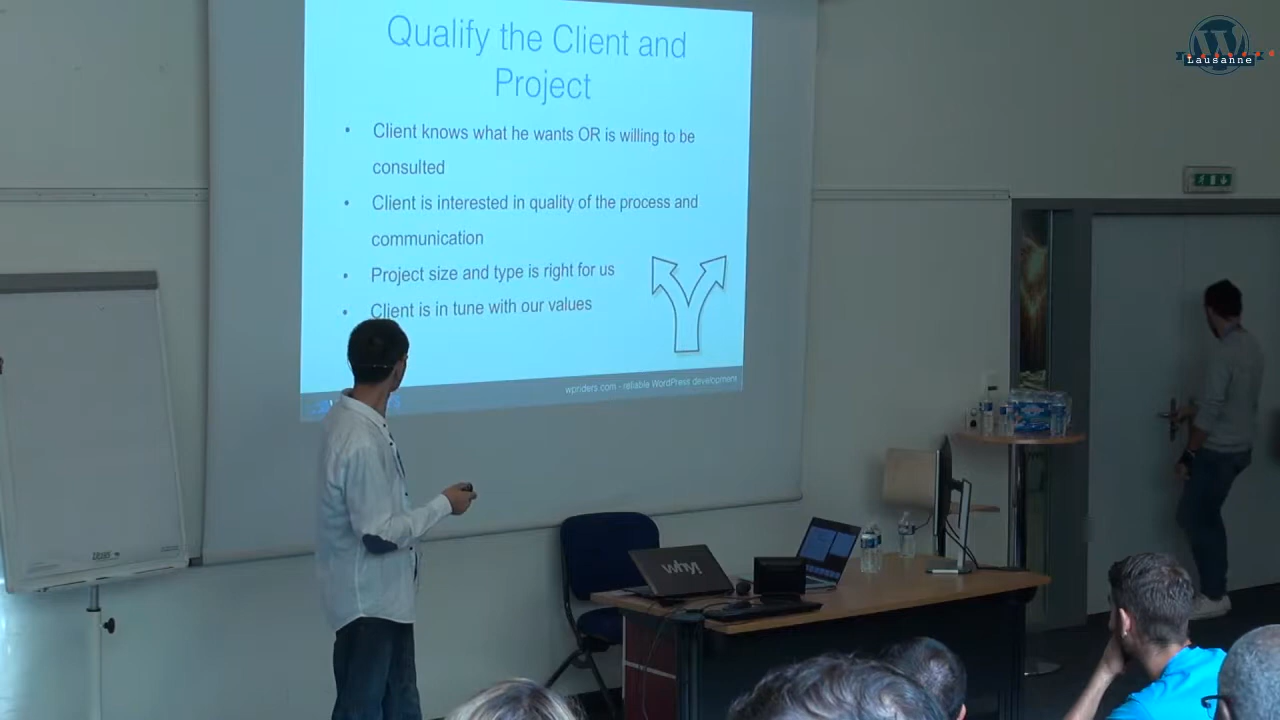 Qualify the Client and
Project
• Client knows what he wants OR is willing to be
consulted
• Client is interested in quality of the process and
communication
• Project size and type is right for us
• Client is in tune with our values
wpriders.com - reliable WordPress development
W
Lausanne
why!